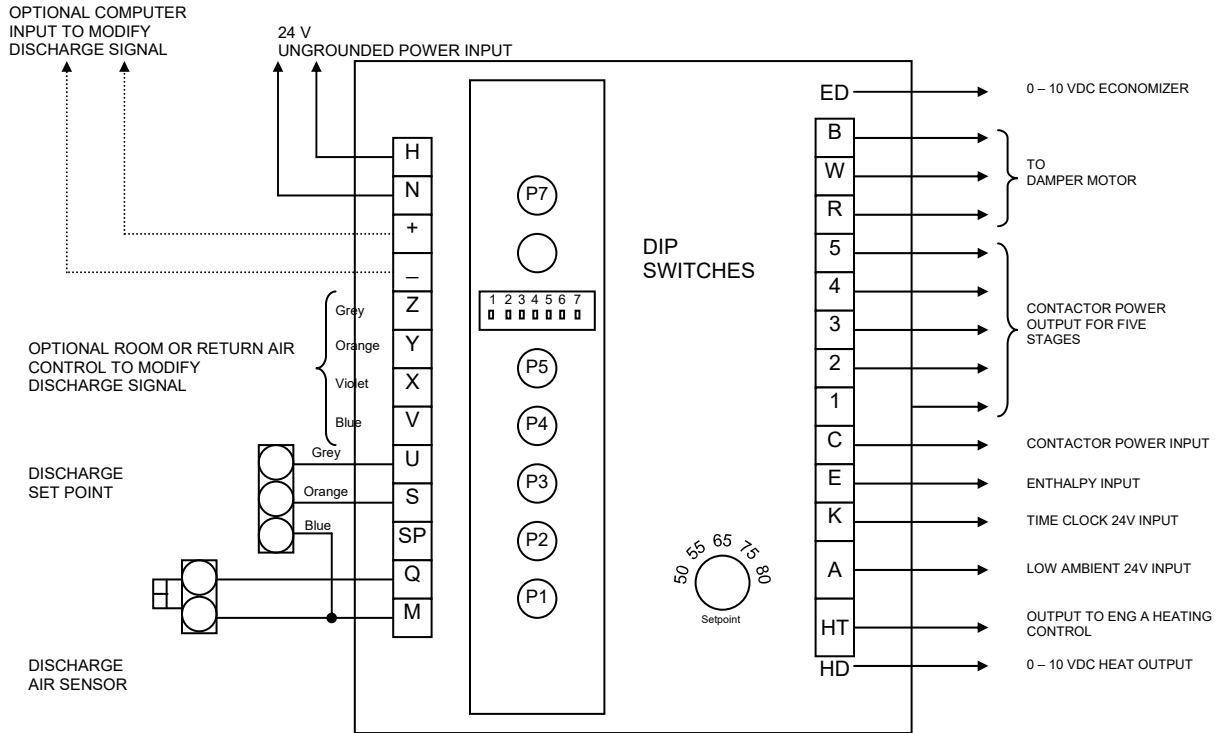 OPTIONAL COMPUTER
INPUT TO MODIFY
DISCHARGE SIGNAL
24 V
UNGROUNDED POWER INPUT
H
N
+
_
Z
Y
X
V
U
S
SP
Q
M
Grey
Orange
Violet
Blue
OPTIONAL ROOM OR RETURN AIR
CONTROL TO MODIFY
DISCHARGE SIGNAL
Grey
Orange
Blue
DISCHARGE
SET POINT
DISCHARGE
AIR SENSOR
P7
1 2 3 4 5 6 7
P5
P4
P3
P2
P1
DIP
SWITCHES
50 55 65 75 80
Setpoint
ED
B
W
R
5
4
3
2
1
C
E
K
A
HT
HD
0 – 10 VDC ECONOMIZER
TO
DAMPER MOTOR
CONTACTOR POWER
OUTPUT FOR FIVE
STAGES
CONTACTOR POWER INPUT
ENTHALPY INPUT
TIME CLOCK 24V INPUT
LOW AMBIENT 24V INPUT
OUTPUT TO ENG A HEATING
CONTROL
0 – 10 VDC HEAT OUTPUT